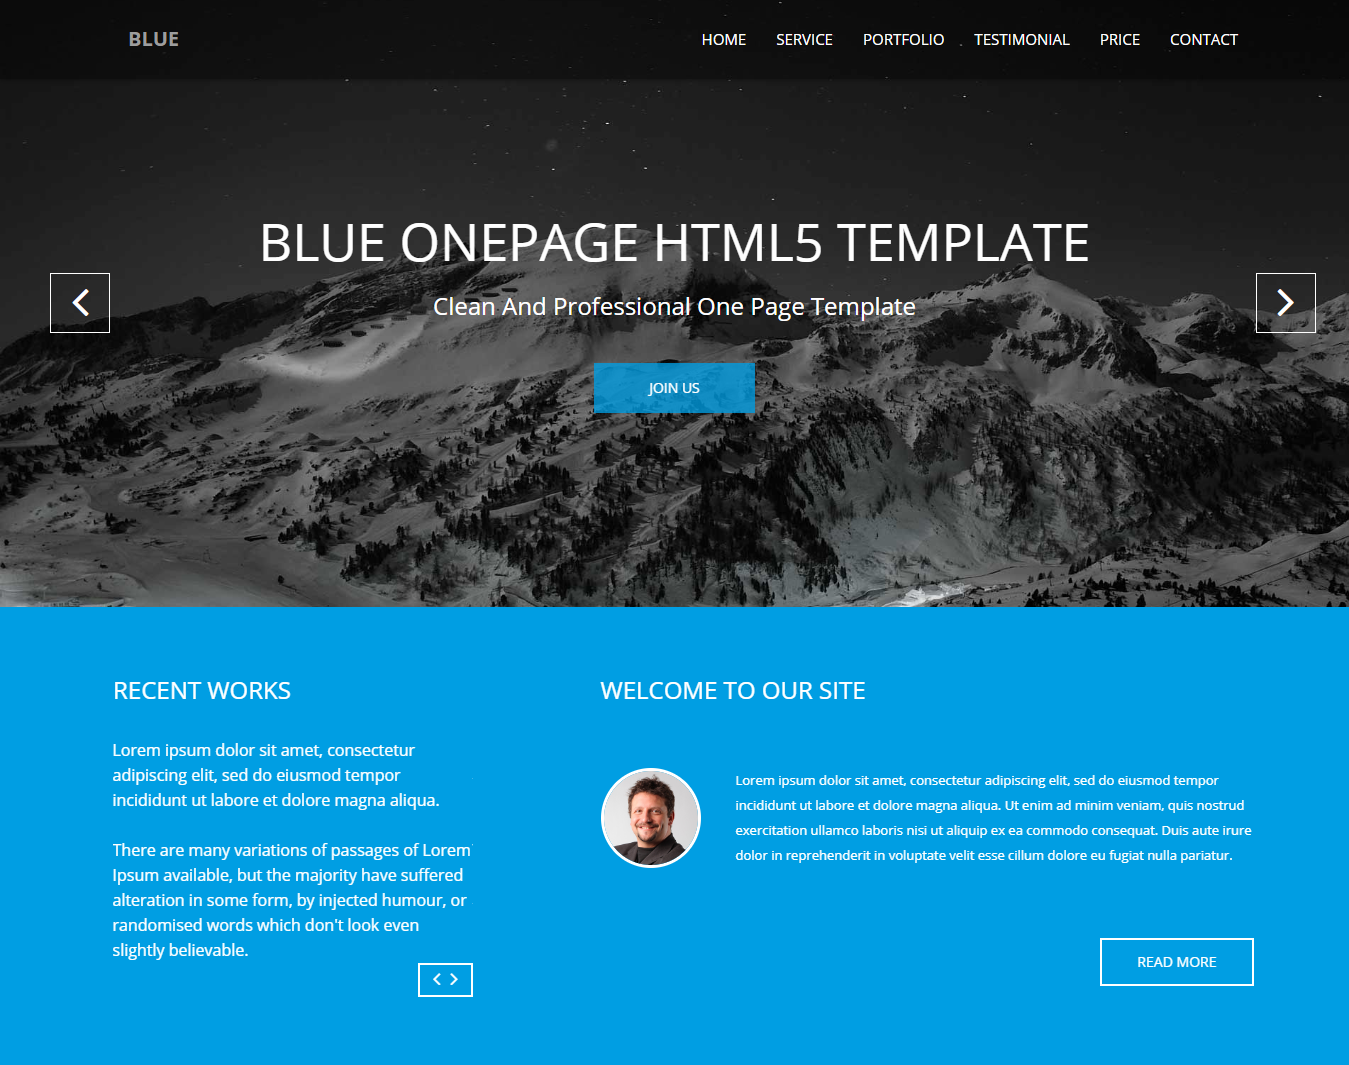 BLUE
HOME SERVICE PORTFOLIO TESTIMONIAL PRICE CONTACT
BLUE ONEPAGE HTML5 TEMPLATE
Clean And Professional One Page Template
JOIN US
RECENT WORKS
Lorem ipsum dolor sit amet, consectetur
adipiscing elit, sed do eiusmod tempor
incididunt ut labore et dolore magna aliqua.
There are many variations of passages of Lorem
Ipsum available, but the majority have suffered
alteration in some form, by injected humour, or
randomised words which don't look even
slightly believable.
WELCOME TO OUR SITE
Lorem ipsum dolor sit amet, consectetur adipiscing elit, sed do eiusmod tempor
incididunt ut labore et dolore magna aliqua. Ut enim ad minim veniam, quis nostrud
exercitation ullamco laboris nisi ut aliquip ex ea commodo consequat. Duis aute irure
dolor in reprehenderit in voluptate velit esse cillum dolore eu fugiat nulla pariatur.
READ MORE